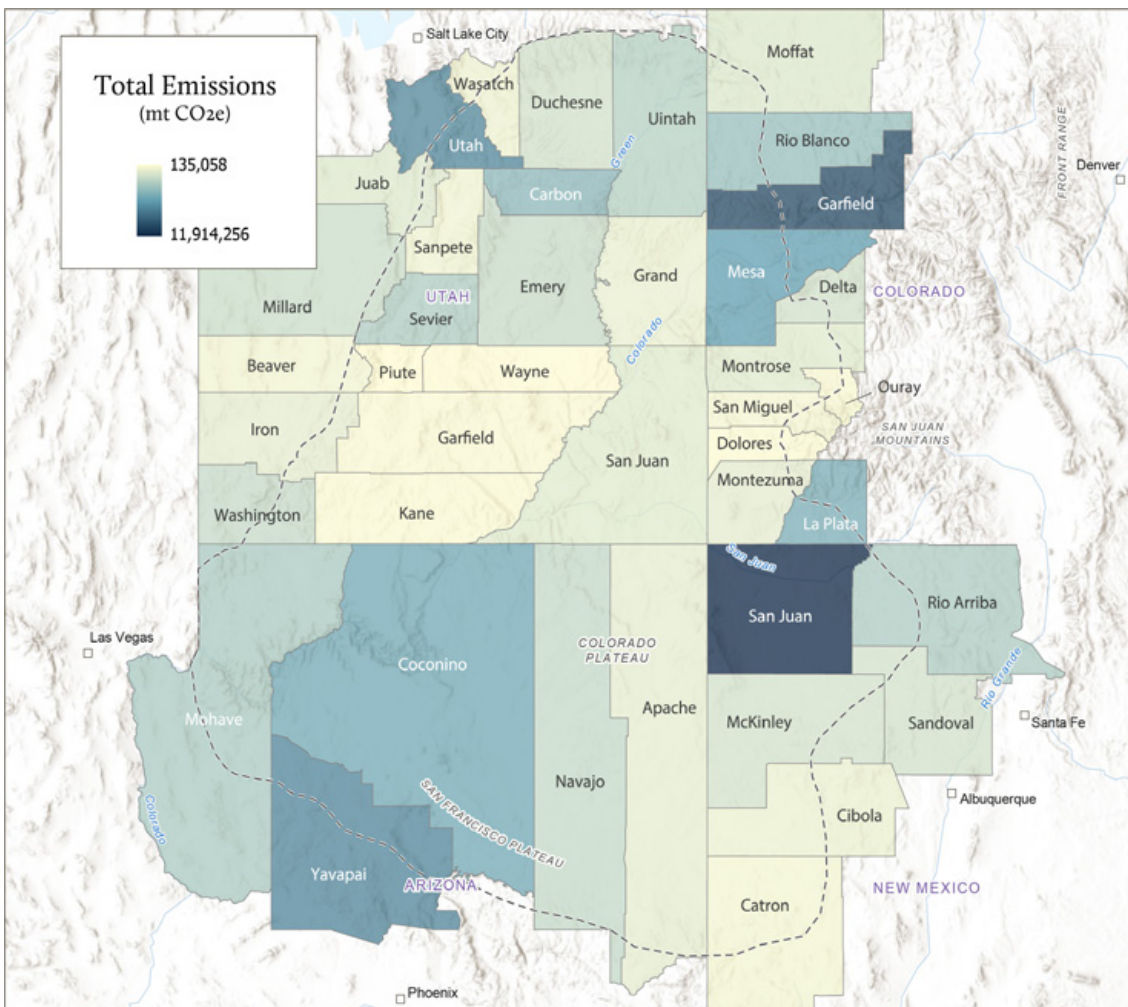 Salt Lake City
Moffat
Total Emissions
(mt CO2e)
135,058
11,914,256
Wasatch
Duchesne
Uintah
Green
Rio Blanco
FRONT RANGE
Denver
Utah
Juab
Carbon
Garfield
Sanpete
Grand
Mesa
Emery
Delta
COLORADO
UTAH
Millard
Sevier
Colorado
Beaver
Piute
Wayne
Montrose
Ouray
San Miguel
SAN JUAN
MOUNTAINS
Iron
Garfield
Dolores
San Juan
Montezuma
Washington
Kane
La Plata
San Juan
Rio Arriba
San Juan
Las Vegas
COLORADO
PLATEAU
Coconino
Rio Grande
Mohave
Apache
McKinley
Sandoval
Santa Fe
Navajo
Colorado
SAN FRANCISCO PLATEAU
Albuquerque
Cibola
Yavapai
ARIZONA
NEW MEXICO
Catron
Phoenix